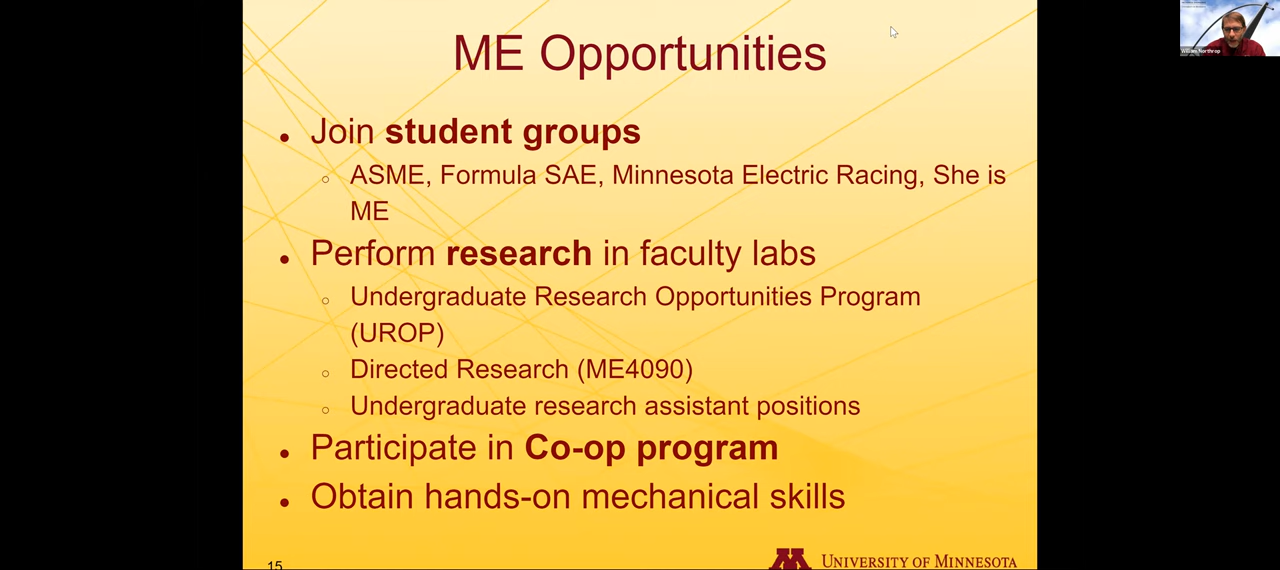 ME Opportunities
• Join student groups
○ ASME, Formula SAE, Minnesota Electric Racing, She is
ME
• Perform research in faculty labs
○ Undergraduate Research Opportunities Program
(UROP)
○ Directed Research (ME4090)
○ Undergraduate research assistant positions
• Participate in Co-op program
• Obtain hands-on mechanical skills
15
M University of Minnesota
William Northrop